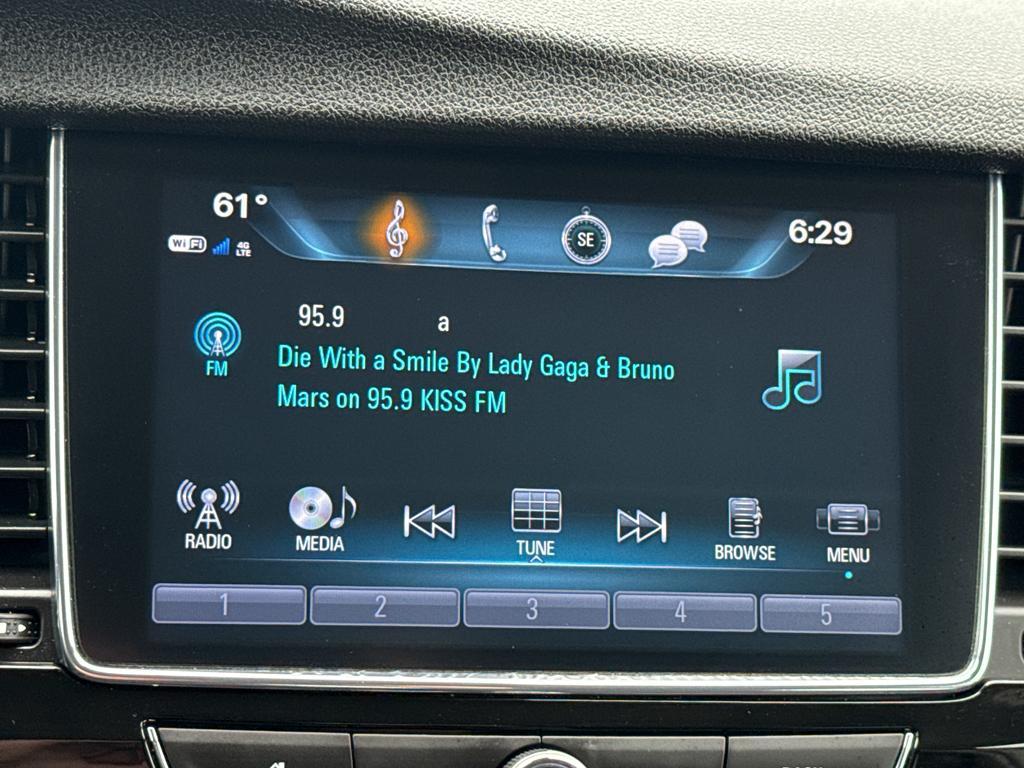 61°
6:29
WiFi
4G
LTE
SE
95.9 a
FM
Die With a Smile By Lady Gaga & Bruno
Mars on 95.9 KISS FM
RADIO
MEDIA
TUNE
BROWSE
MENU
1 2 3 4 5